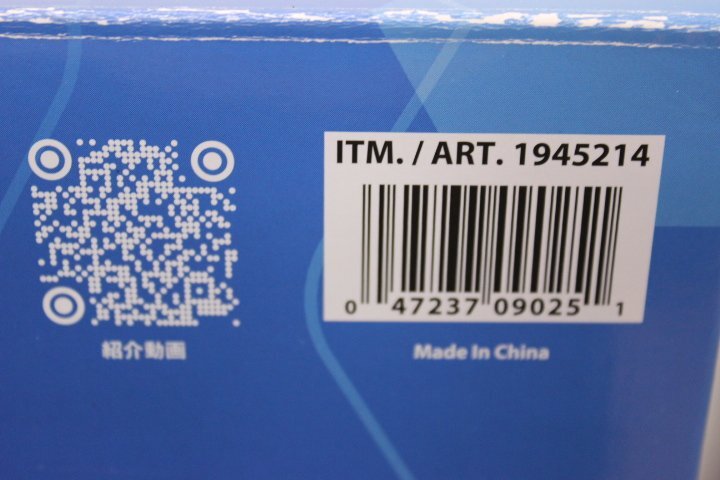 ITM. / ART. 1945214
0 47237 09025 1
紹介動画
Made In China